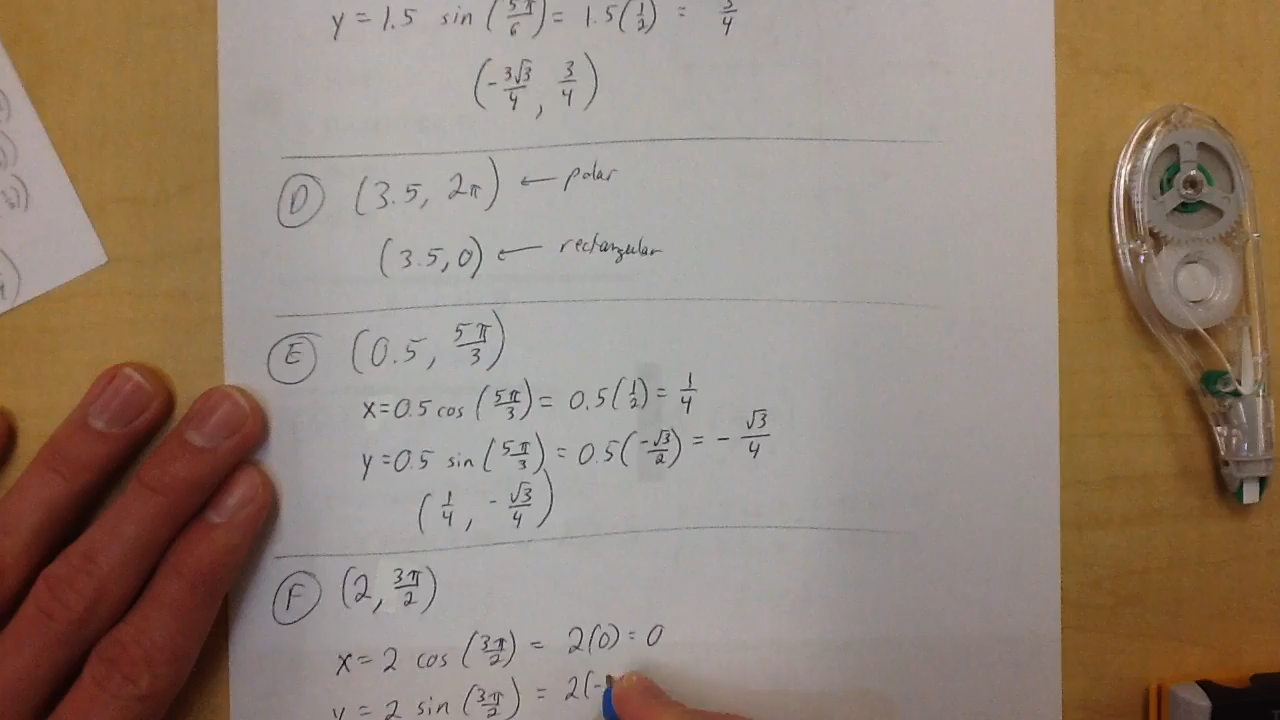 y = 1.5 sin (5π/6) = 1.5(1/2) = 3/4
(-3√3/4, 3/4)
D (3.5, 2π) ← polar
(3.5, 0) ← rectangular
E (0.5, 5π/3)
x = 0.5 cos (5π/3) = 0.5(1/2) = 1/4
y = 0.5 sin (5π/3) = 0.5(-√3/2) = -√3/4
(1/4, -√3/4)
F (2, 3π/2)
x = 2 cos (3π/2) = 2(0) = 0
y = 2 sin (3π/2) = 2(-